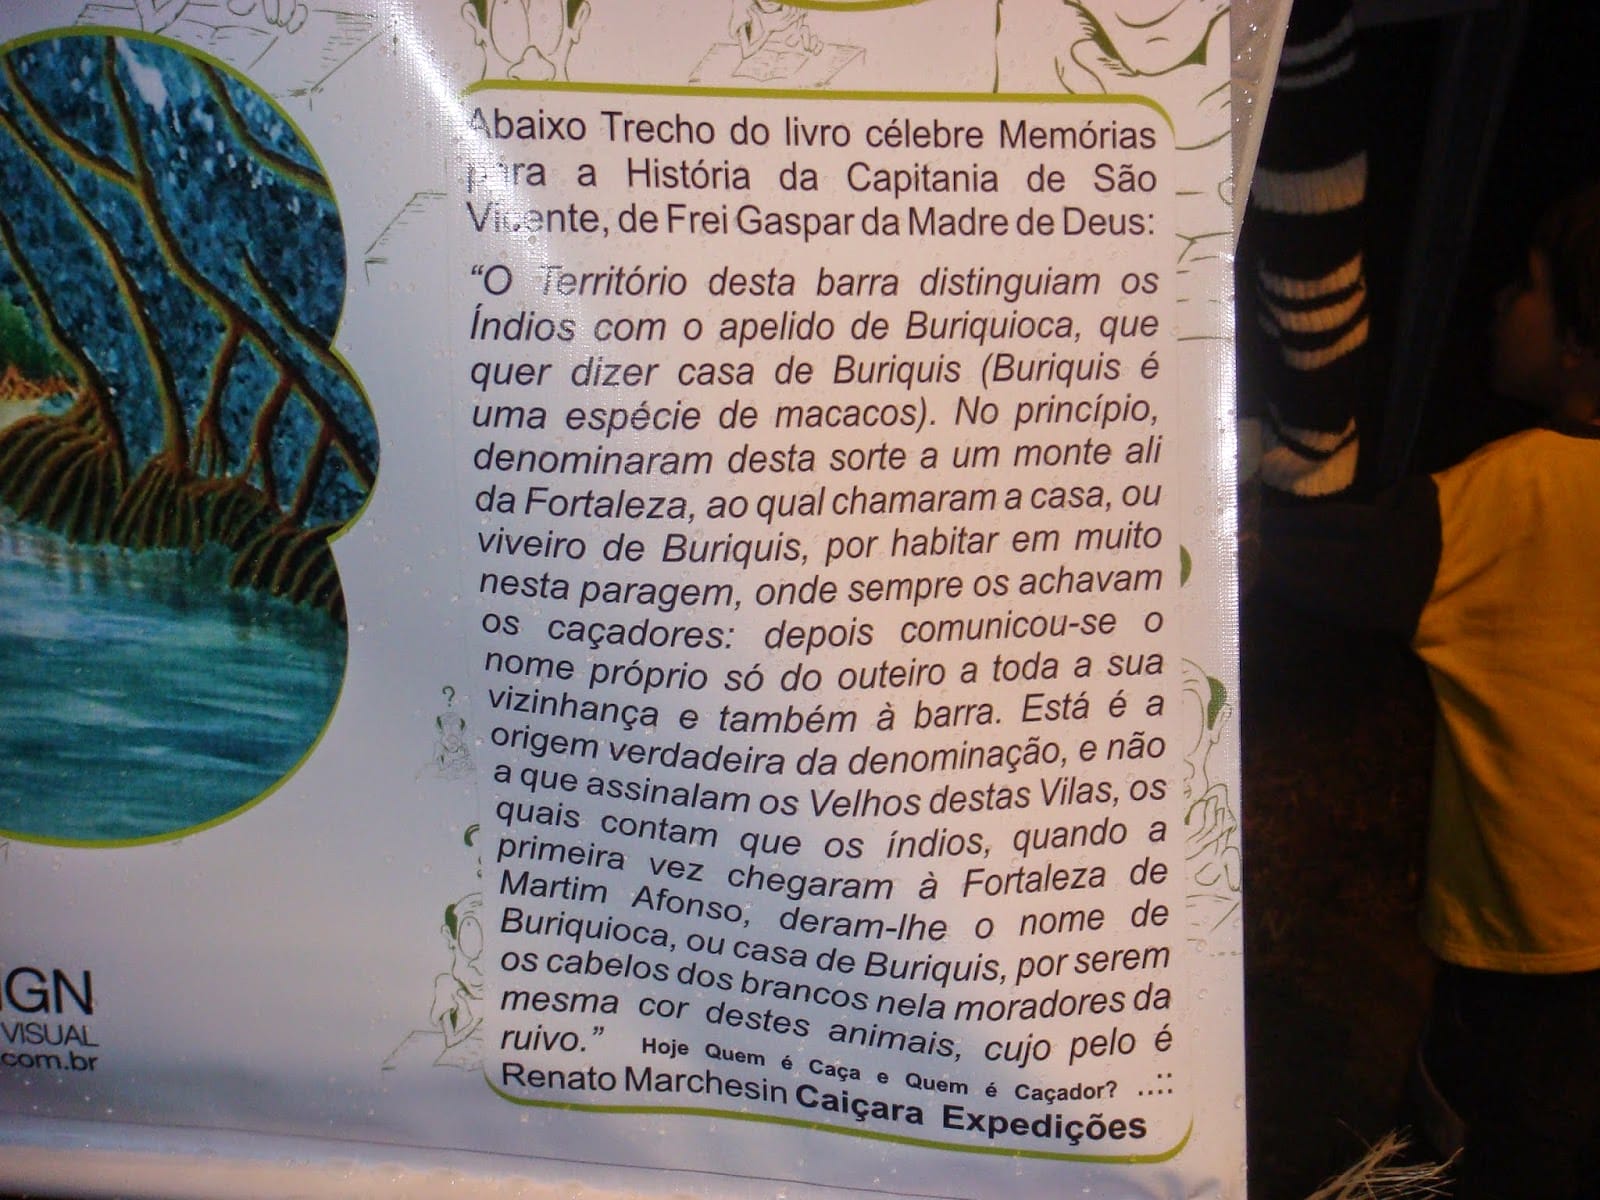 Abaixo Trecho do livro célebre Memórias
para a História da Capitania de São
Vicente, de Frei Gaspar da Madre de Deus:
“O Território desta barra distinguiam os
Índios com o apelido de Buriquioca, que
quer dizer casa de Buriquis (Buriquis é
uma espécie de macacos). No princípio,
denominaram desta sorte a um monte ali
da Fortaleza, ao qual chamaram a casa, ou
viveiro de Buriquis, por habitar em muito
nesta paragem, onde sempre os achavam
os caçadores: depois comunicou-se o
nome próprio só do outeiro a toda a sua
vizinhança e também à barra. Está é a
origem verdadeira da denominação, e não
a que assinalam os Velhos destas Vilas, os
quais contam que os índios, quando a
primeira vez chegaram à Fortaleza de
Martim Afonso, deram-lhe o nome de
Buriquioca, ou casa de Buriquis, por serem
os cabelos dos brancos nela moradores da
mesma cor destes animais, cujo pelo é
ruivo.” Hoje Quem é Caça e Quem é Caçador? ..::
Renato Marchesin Caiçara Expedições
?
IGN
VISUAL
.com.br